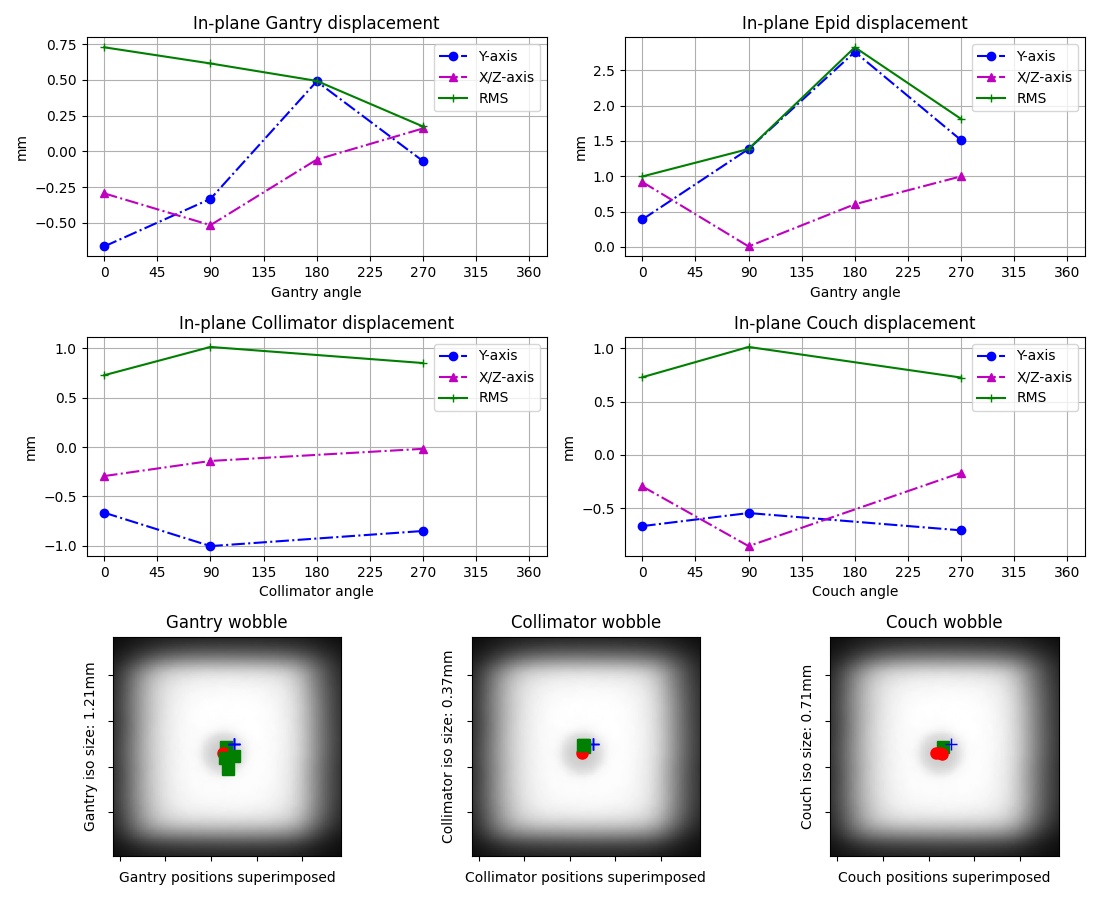 In-plane Gantry displacement
mm
0.75
0.50
0.25
0.00
−0.25
−0.50
Y-axis
X/Z-axis
RMS
0 45 90 135 180 225 270 315 360
Gantry angle
In-plane Epid displacement
mm
2.5
2.0
1.5
1.0
0.5
0.0
Y-axis
X/Z-axis
RMS
0 45 90 135 180 225 270 315 360
Gantry angle
In-plane Collimator displacement
mm
1.0
0.5
0.0
−0.5
−1.0
Y-axis
X/Z-axis
RMS
0 45 90 135 180 225 270 315 360
Collimator angle
In-plane Couch displacement
mm
1.0
0.5
0.0
−0.5
Y-axis
X/Z-axis
RMS
0 45 90 135 180 225 270 315 360
Couch angle
Gantry wobble
Gantry iso size: 1.21mm
Gantry positions superimposed
Collimator wobble
Collimator iso size: 0.37mm
Collimator positions superimposed
Couch wobble
Couch iso size: 0.71mm
Couch positions superimposed